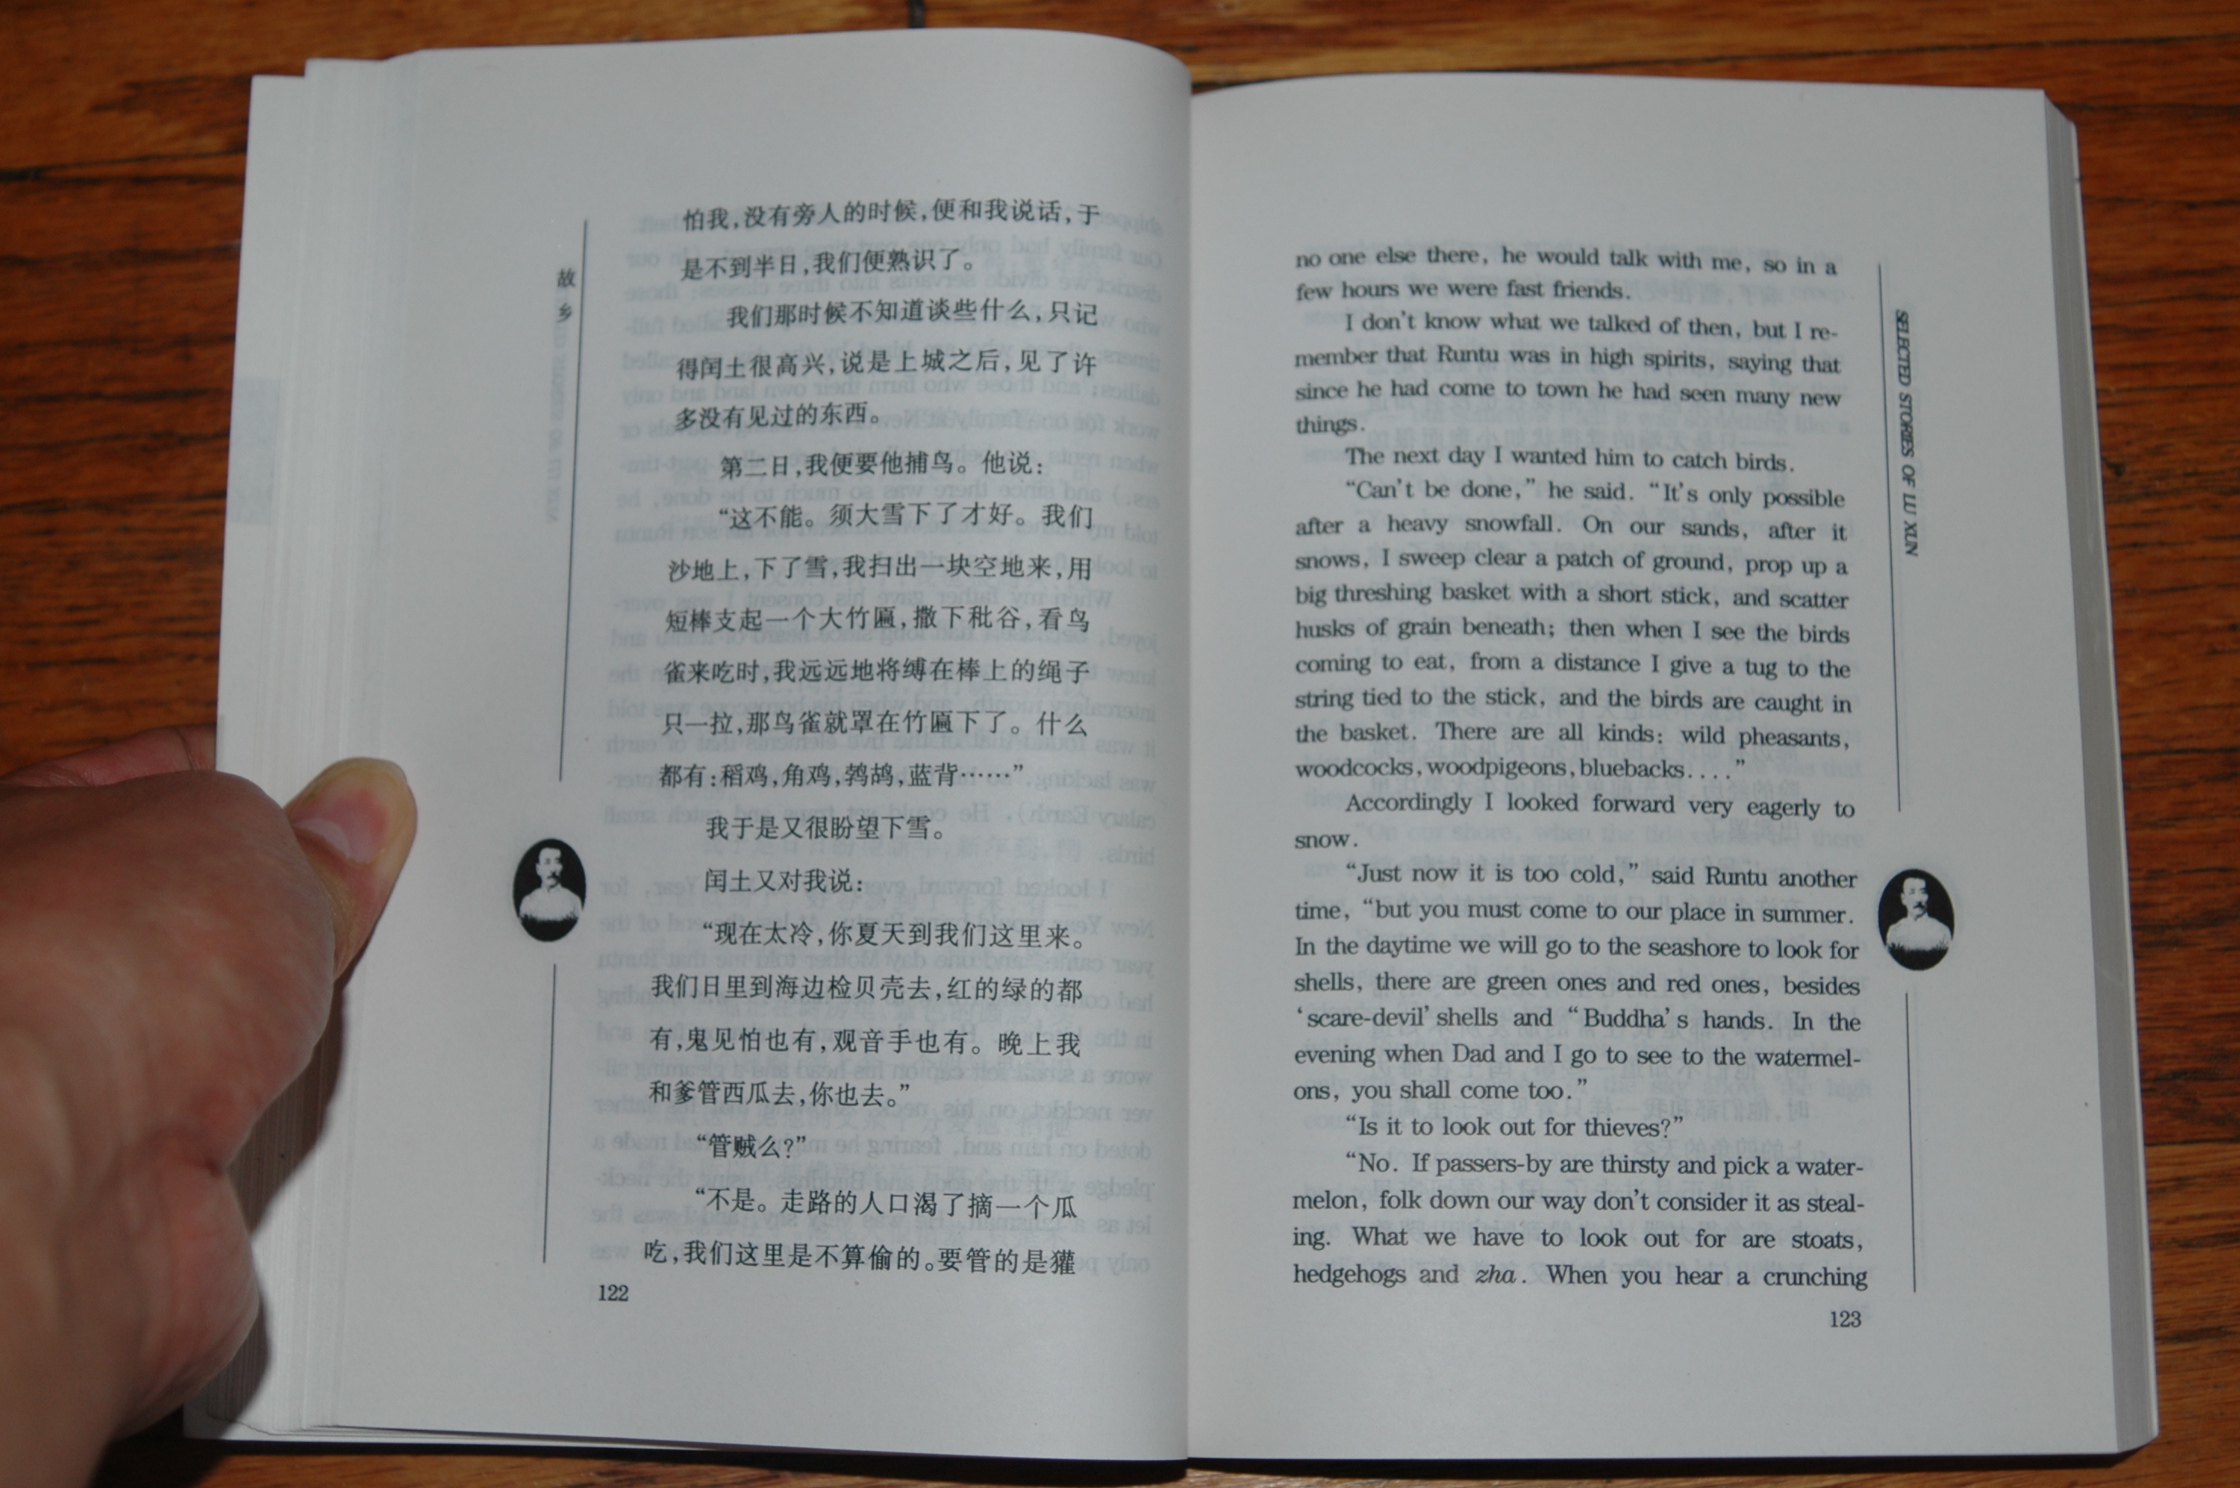 故乡
怕我，没有旁人的时候，便和我说话，于
是不到半日，我们便熟识了。
我们那时候不知道谈些什么，只记
得闰土很高兴，说是上城之后，见了许
多没有见过的东西。
第二日，我便要他捕鸟。他说：
“这不能。须大雪下了才好。我们
沙地上，下了雪，我扫出一块空地来，用
短棒支起一个大竹匾，撒下秕谷，看鸟
雀来吃时，我远远地将缚在棒上的绳子
只一拉，那鸟雀就罩在竹匾下了。什么
都有：稻鸡，角鸡，鹁鸪，蓝背……”
我于是又很盼望下雪。
闰土又对我说：
“现在太冷，你夏天到我们这里来。
我们日里到海边检贝壳去，红的绿的都
有，鬼见怕也有，观音手也有。晚上我
和爹管西瓜去，你也去。”
“管贼么？”
“不是。走路的人口渴了摘一个瓜
吃，我们这里是不算偷的。要管的是獾
122
no one else there, he would talk with me, so in a
few hours we were fast friends.
I don't know what we talked of then, but I re-
member that Runtu was in high spirits, saying that
since he had come to town he had seen many new
things.
The next day I wanted him to catch birds.
“Can't be done,” he said. “It's only possible
after a heavy snowfall. On our sands, after it
snows, I sweep clear a patch of ground, prop up a
big threshing basket with a short stick, and scatter
husks of grain beneath; then when I see the birds
coming to eat, from a distance I give a tug to the
string tied to the stick, and the birds are caught in
the basket. There are all kinds: wild pheasants,
woodcocks, woodpigeons, bluebacks....”
Accordingly I looked forward very eagerly to
snow.
“Just now it is too cold,” said Runtu another
time, “but you must come to our place in summer.
In the daytime we will go to the seashore to look for
shells, there are green ones and red ones, besides
‘scare-devil’ shells and “Buddha's hands. In the
evening when Dad and I go to see to the watermel-
ons, you shall come too.”
“Is it to look out for thieves?”
“No. If passers-by are thirsty and pick a water-
melon, folk down our way don't consider it as steal-
ing. What we have to look out for are stoats,
hedgehogs and zha. When you hear a crunching
123
SELECTED STORIES OF LU XUN